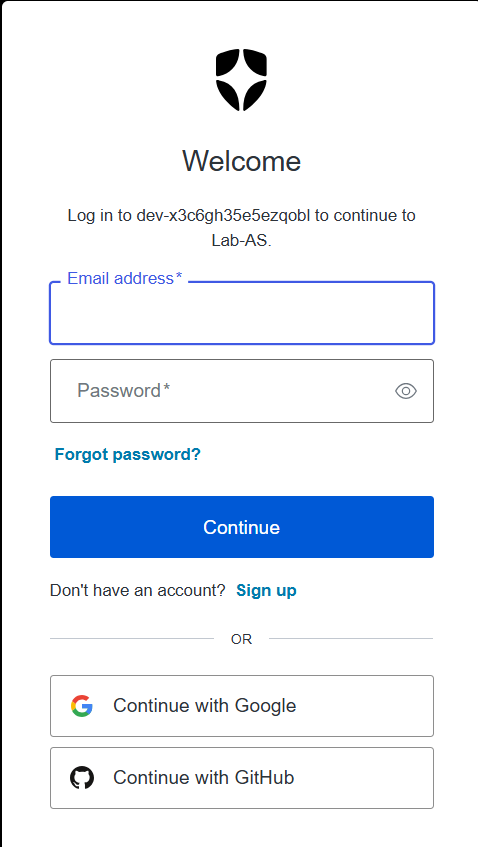 Welcome
Log in to dev-x3c6gh35e5ezqobl to continue to
Lab-AS.
Email address*
Password*
Forgot password?
Continue
Don't have an account? Sign up
OR
Continue with Google
Continue with GitHub